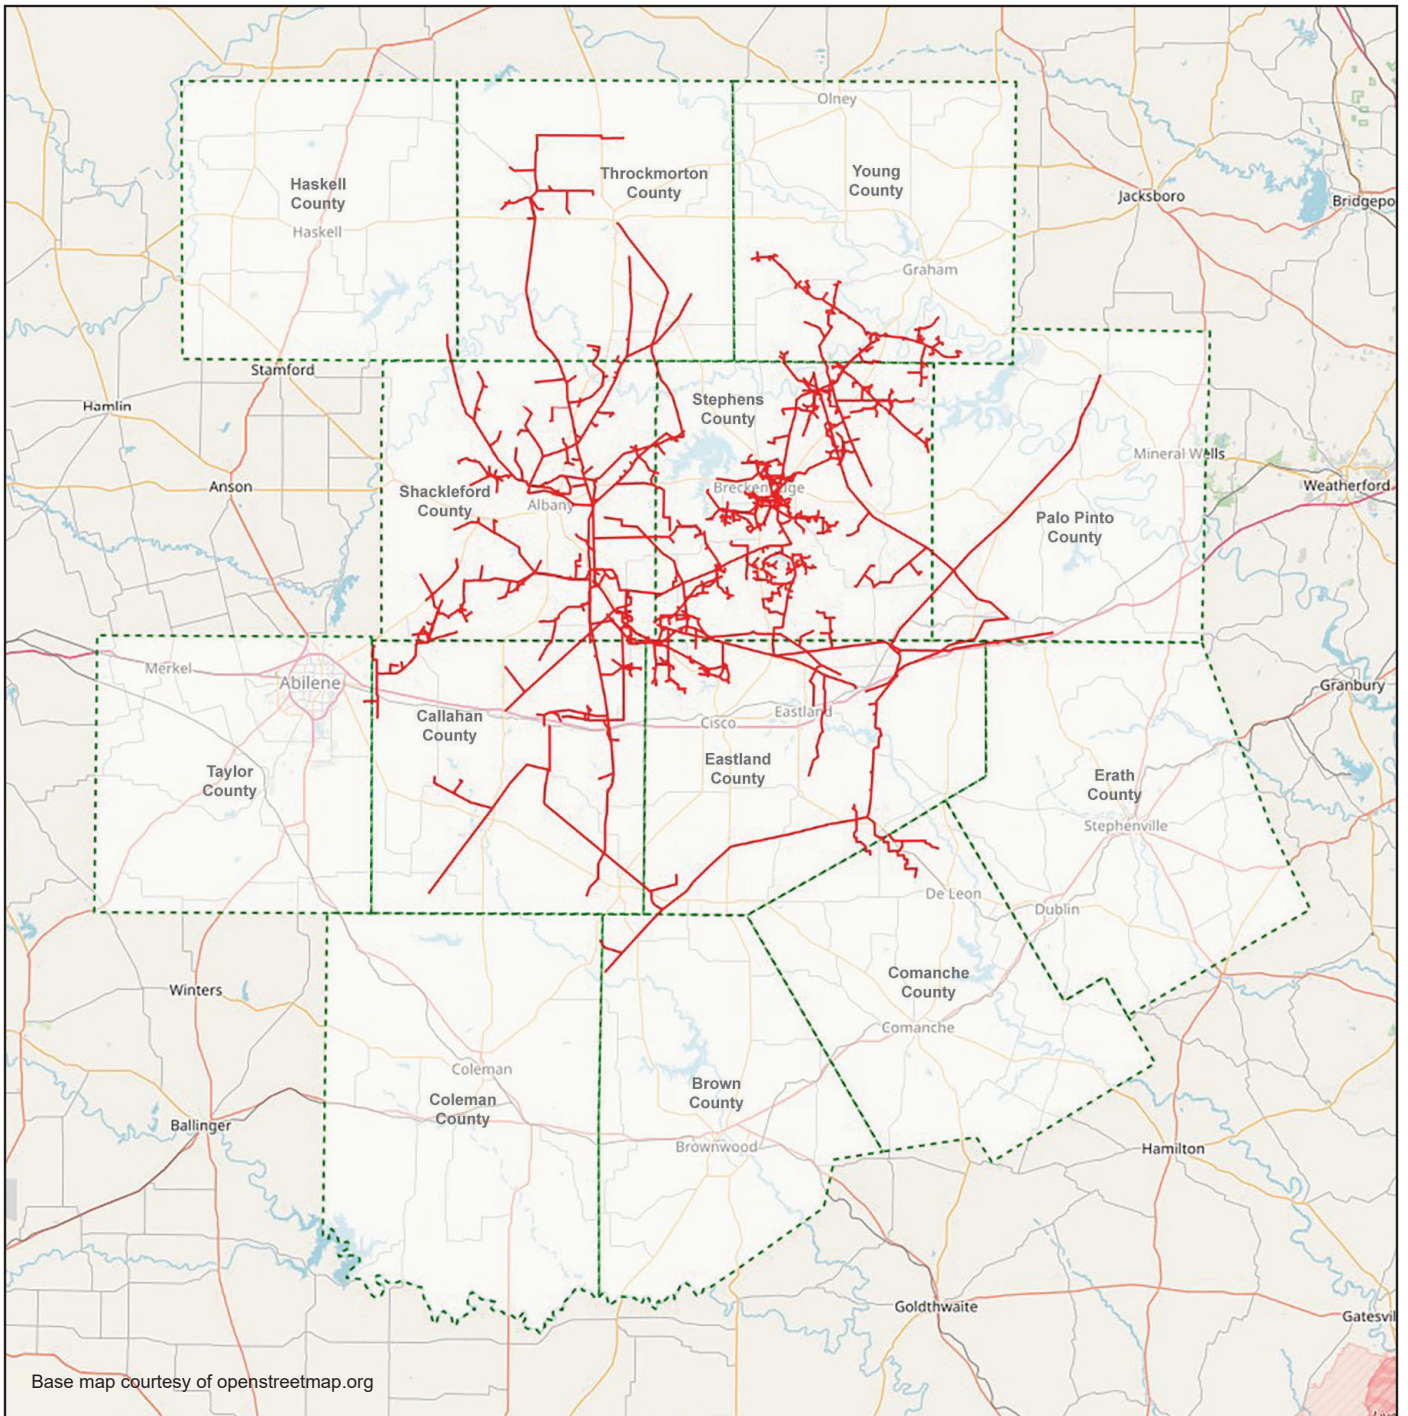 Olney
Throckmorton
County
Young
County
Haskell
County
Haskell
Jacksboro
Bridgepo
Graham
Stamford
Hamlin
Stephens
County
Mineral Wells
Anson
Shackleford
County
Albany
Breckenridge
Weatherford
Palo Pinto
County
Merkel
Abilene
Granbury
Callahan
County
Cisco
Eastland
Taylor
County
Eastland
County
Erath
County
Stephenville
De Leon
Dublin
Winters
Comanche
County
Comanche
Coleman
Coleman
County
Brown
County
Brownwood
Ballinger
Hamilton
Goldthwaite
Gatesvil
Base map courtesy of openstreetmap.org